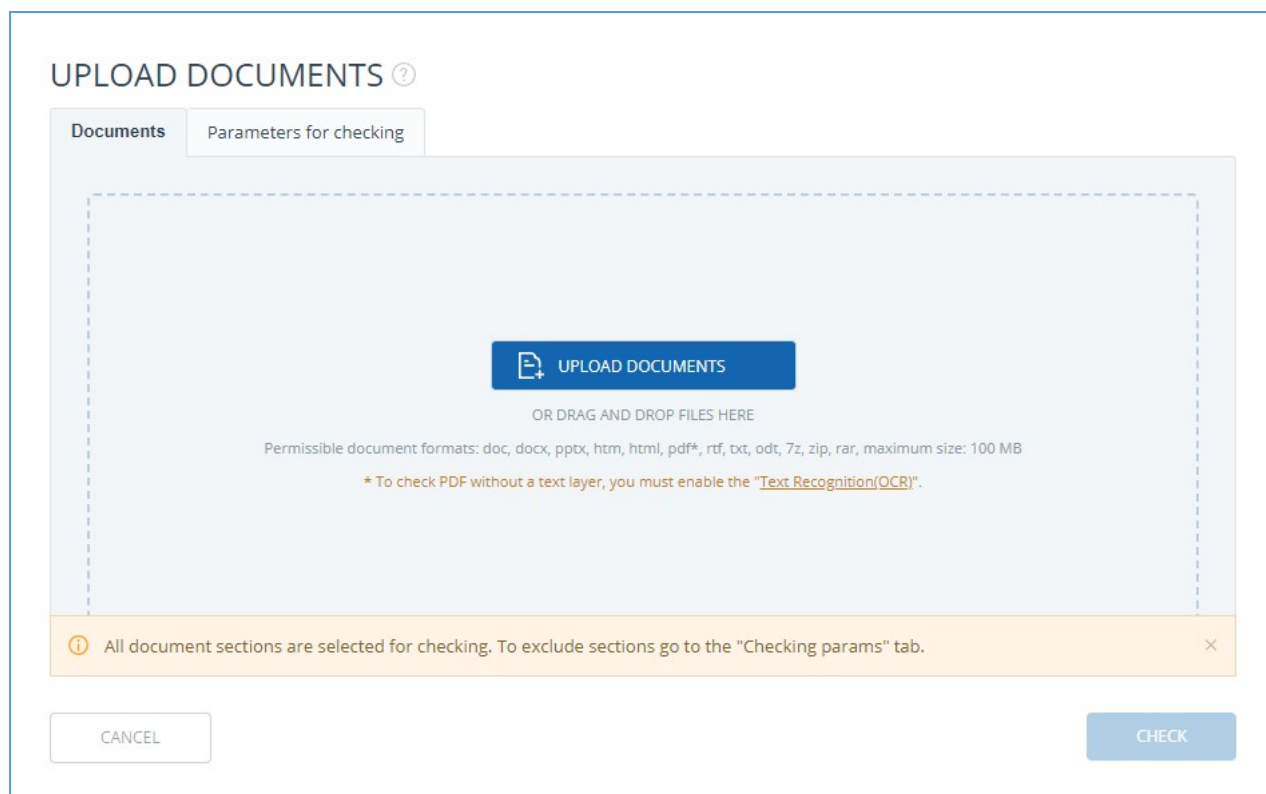 UPLOAD DOCUMENTS ?
Documents
Parameters for checking
UPLOAD DOCUMENTS
OR DRAG AND DROP FILES HERE
Permissible document formats: doc, docx, pptx, htm, html, pdf*, rtf, txt, odt, 7z, zip, rar, maximum size: 100 MB
* To check PDF without a text layer, you must enable the "Text Recognition(OCR)".
All document sections are selected for checking. To exclude sections go to the "Checking params" tab.
CANCEL
CHECK